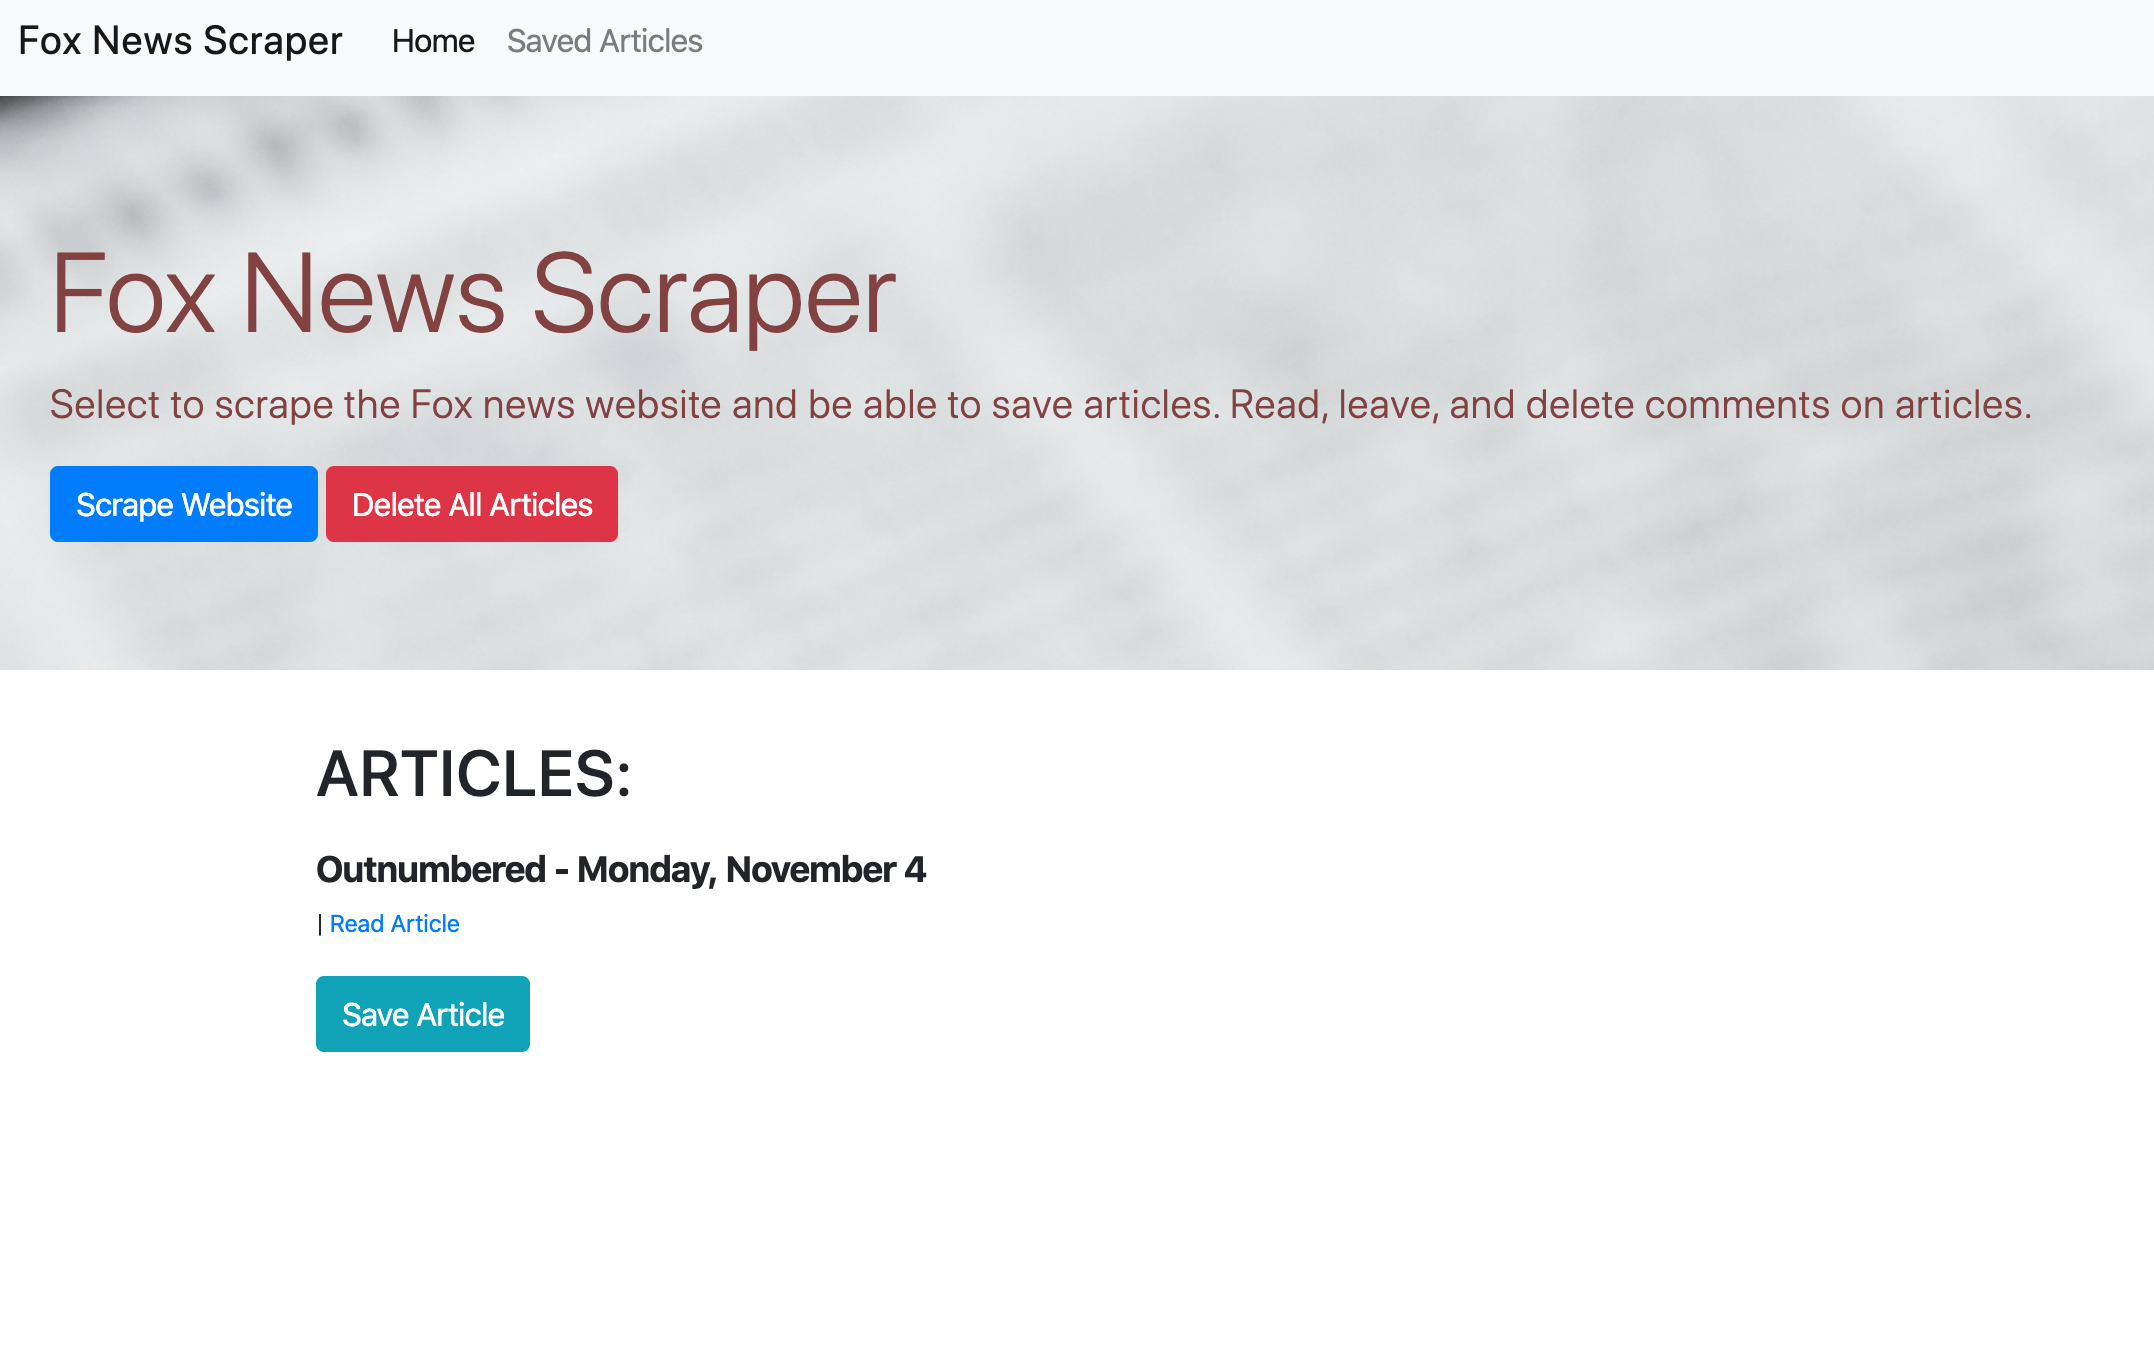 Fox News Scraper Home Saved Articles
Fox News Scraper
Select to scrape the Fox news website and be able to save articles. Read, leave, and delete comments on articles.
Scrape Website Delete All Articles
ARTICLES:
Outnumbered - Monday, November 4
| Read Article
Save Article